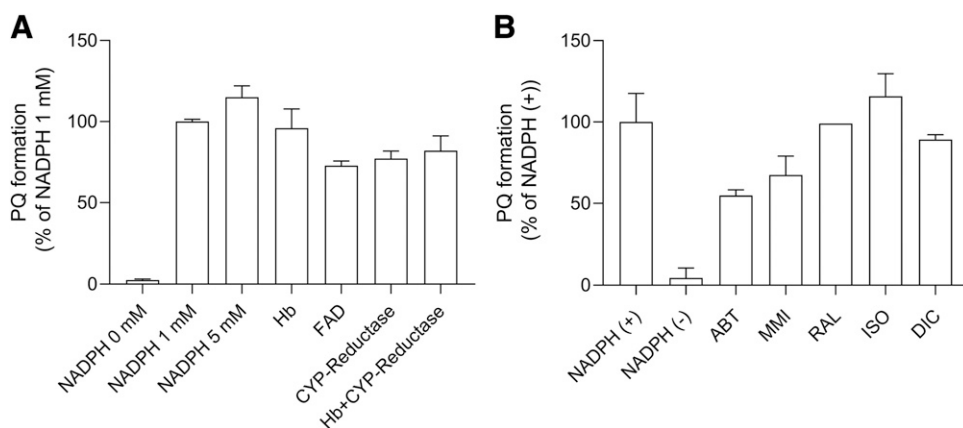 A
PQ formation
(% of NADPH 1 mM)
150
100
50
0
NADPH 0 mM
NADPH 1 mM
NADPH 5 mM
Hb
FAD
CYP-Reductase
Hb+CYP-Reductase
B
PQ formation
(% of NADPH (+))
150
100
50
0
NADPH (+)
NADPH (-)
ABT
MMI
RAL
ISO
DIC